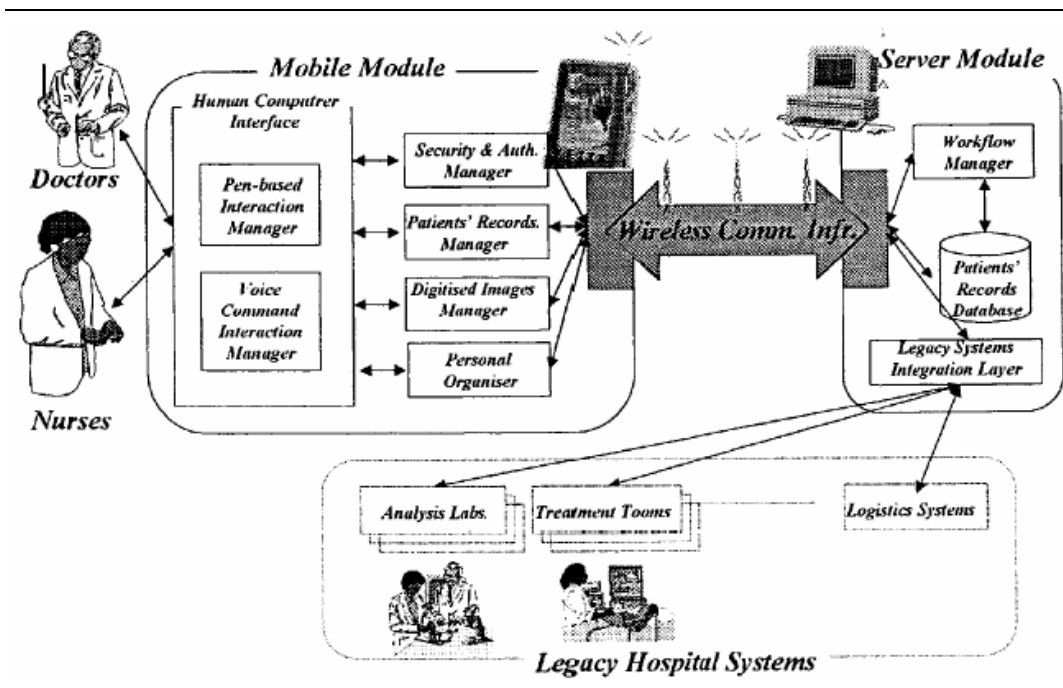 Mobile Module
Server Module
Human Computrer
Interface
Doctors
Pen-based
Interaction
Manager
Voice
Command
Interaction
Manager
Nurses
Security & Auth.
Manager
Patients' Records.
Manager
Digitised Images
Manager
Personal
Organiser
Wireless Comm. Infr.
Workflow
Manager
Patients'
Records
Database
Legacy Systems
Integration Layer
Analysis Labs.
Treatment Tooms
Logistics Systems
Legacy Hospital Systems